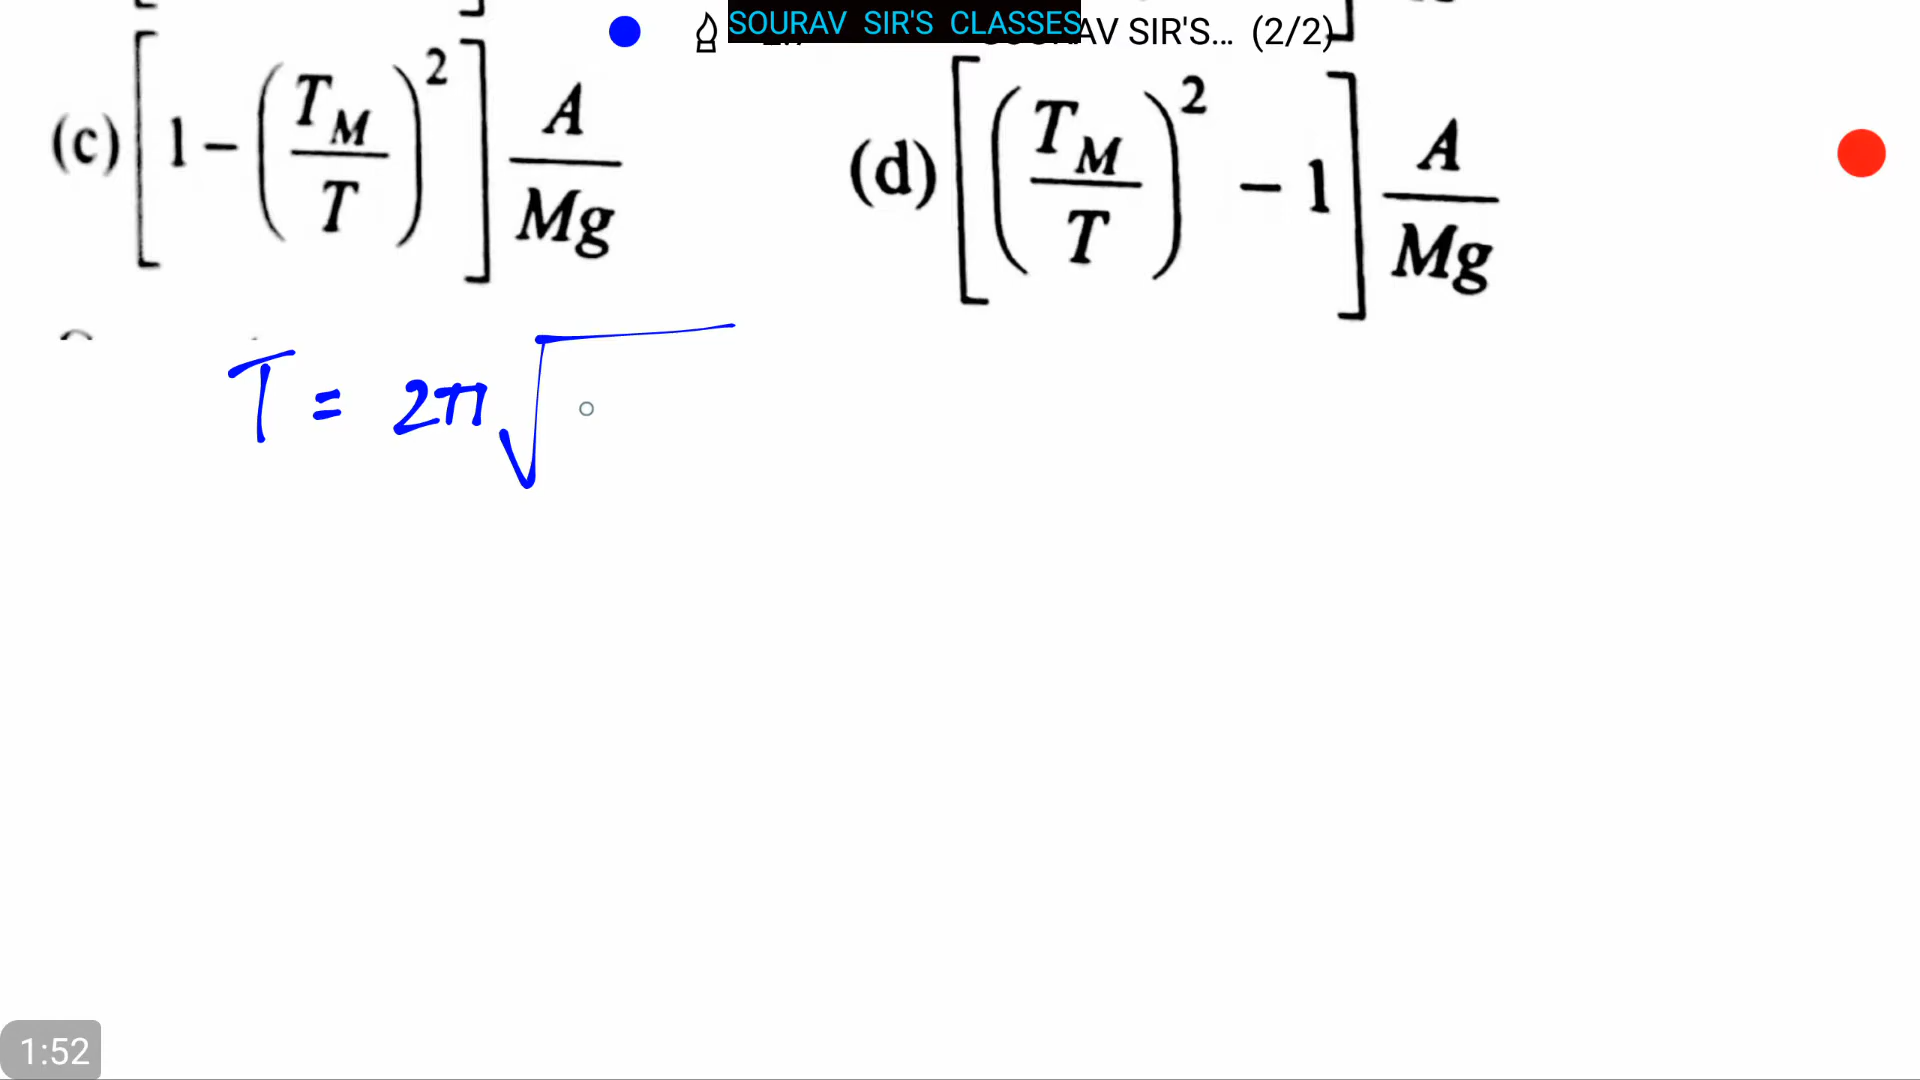 SOURAV SIR'S CLASSES
AV SIR'S... (2/2)
(c) [1 - (T_M/T)^2] A/Mg
(d) [(T_M/T)^2 - 1] A/Mg
T = 2π√
1:52